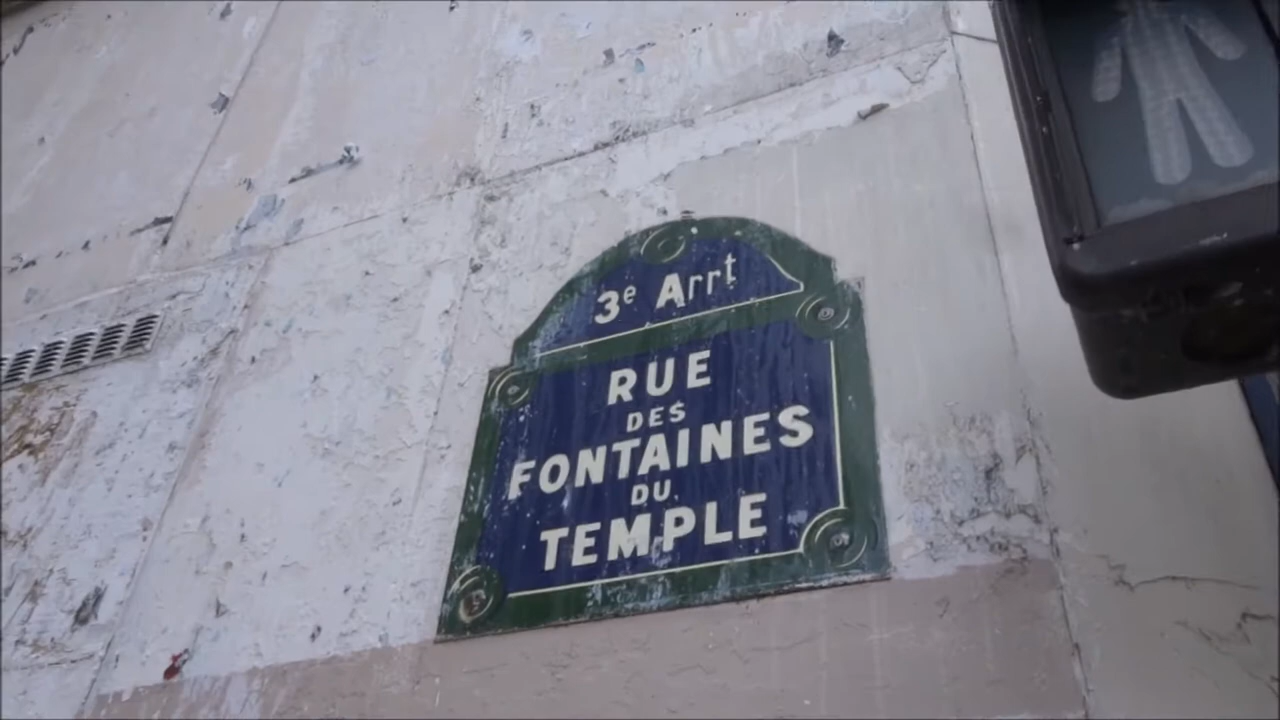 3e Arrt
RUE
DES
FONTAINES
DU
TEMPLE